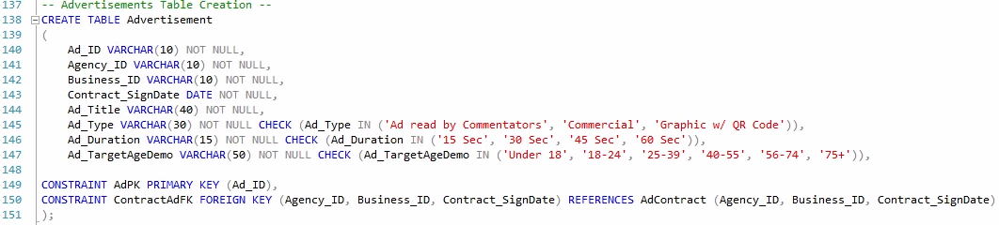 137 -- Advertisements Table Creation --
138 CREATE TABLE Advertisement
139 (
140 Ad_ID VARCHAR(10) NOT NULL,
141 Agency_ID VARCHAR(10) NOT NULL,
142 Business_ID VARCHAR(10) NOT NULL,
143 Contract_SignDate DATE NOT NULL,
144 Ad_Title VARCHAR(40) NOT NULL,
145 Ad_Type VARCHAR(30) NOT NULL CHECK (Ad_Type IN ('Ad read by Commentators', 'Commercial', 'Graphic w/ QR Code')),
146 Ad_Duration VARCHAR(15) NOT NULL CHECK (Ad_Duration IN ('15 Sec', '30 Sec', '45 Sec', '60 Sec')),
147 Ad_TargetAgeDemo VARCHAR(50) NOT NULL CHECK (Ad_TargetAgeDemo IN ('Under 18', '18-24', '25-39', '40-55', '56-74', '75+')),
148
149 CONSTRAINT AdPK PRIMARY KEY (Ad_ID),
150 CONSTRAINT ContractAdFK FOREIGN KEY (Agency_ID, Business_ID, Contract_SignDate) REFERENCES AdContract (Agency_ID, Business_ID, Contract_SignDate)
151 );